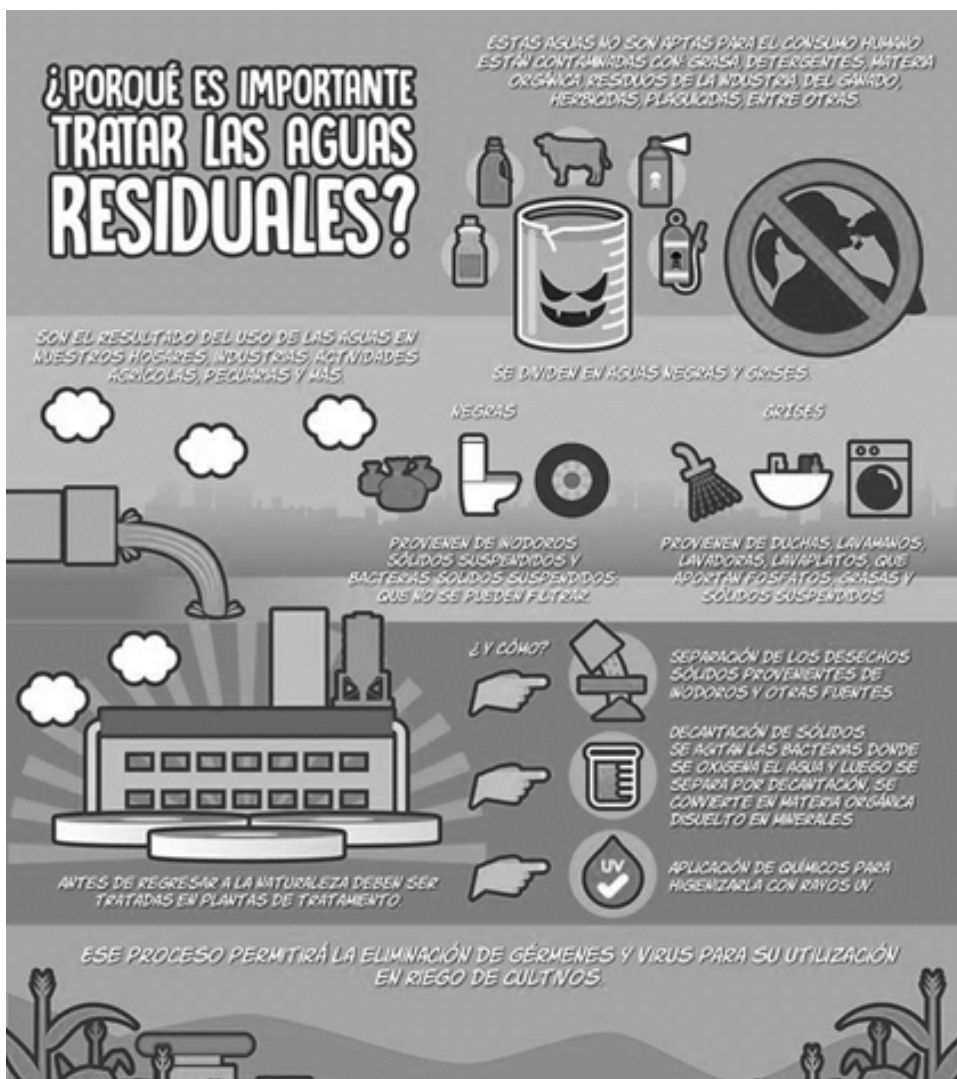 ¿PORQUÉ ES IMPORTANTE
TRATAR LAS AGUAS
RESIDUALES?
ESTAS AGUAS NO SON APTAS PARA EL CONSUMO HUMANO
ESTÁN CONTAMINADAS CON: GRASA, DETERGENTES, MATERIA
ORGÁNICA, RESIDUOS DE LA INDUSTRIA, DEL GANADO,
HERBICIDAS, PLAGUICIDAS, ENTRE OTRAS.
SON EL RESULTADO DEL USO DE LAS AGUAS EN
NUESTROS HOGARES, INDUSTRIAS, ACTIVIDADES
AGRÍCOLAS, PECUARIAS Y MÁS.
SE DIVIDEN EN AGUAS NEGRAS Y GRISES.
NEGRAS
PROVIENEN DE INODOROS
SÓLIDOS SUSPENDIDOS Y
BACTERIAS SÓLIDOS SUSPENDIDOS
QUE NO SE PUEDEN FILTRAR.
GRISES
PROVIENEN DE DUCHAS, LAVAMANOS,
LAVADORAS, LAVAPLATOS, QUE
APORTAN FOSFATOS, GRASAS Y
SÓLIDOS SUSPENDIDOS.
ANTES DE REGRESAR A LA NATURALEZA DEBEN SER
TRATADAS EN PLANTAS DE TRATAMIENTO.
¿Y CÓMO?
SEPARACIÓN DE LOS DESECHOS
SÓLIDOS PROVENIENTES DE
INODOROS Y OTRAS FUENTES.
DECANTACIÓN DE SÓLIDOS
SE AGITAN LAS BACTERIAS DONDE
SE OXIGENA EL AGUA Y LUEGO SE
SEPARA POR DECANTACIÓN, SE
CONVIERTE EN MATERIA ORGÁNICA
DISUELTO EN MINERALES
UV
APLICACIÓN DE QUÍMICOS PARA
HIGIENIZARLA CON RAYOS UV.
ESE PROCESO PERMITIRÁ LA ELIMINACIÓN DE GÉRMENES Y VIRUS PARA SU UTILIZACIÓN
EN RIEGO DE CULTIVOS.